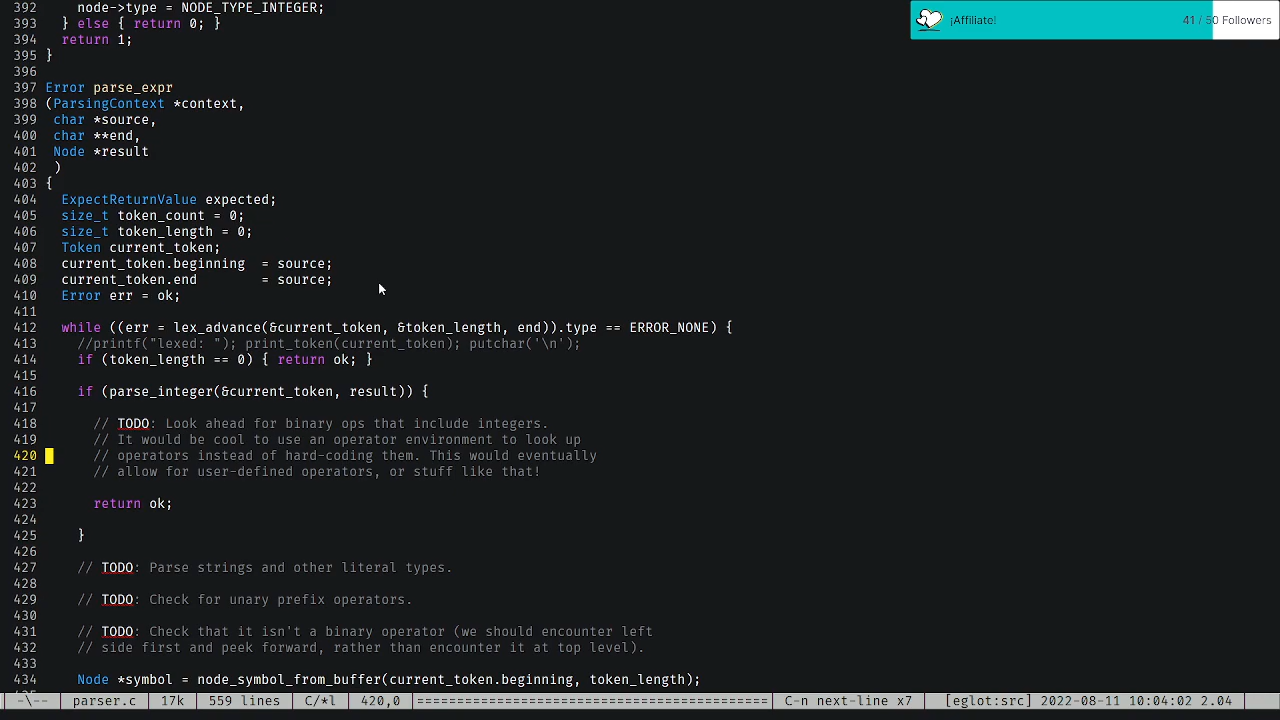 392     node->type = NODE_TYPE_INTEGER;
393   } else { return 0; }
394   return 1;
395 }
396
397 Error parse_expr
398 (ParsingContext *context,
399  char *source,
400  char **end,
401  Node *result
402  )
403 {
404   ExpectReturnValue expected;
405   size_t token_count = 0;
406   size_t token_length = 0;
407   Token current_token;
408   current_token.beginning  = source;
409   current_token.end        = source;
410   Error err = ok;
411
412   while ((err = lex_advance(&current_token, &token_length, end)).type == ERROR_NONE) {
413     //printf("lexed: "); print_token(current_token); putchar('\n');
414     if (token_length == 0) { return ok; }
415
416     if (parse_integer(&current_token, result)) {
417
418       // TODO: Look ahead for binary ops that include integers.
419       // It would be cool to use an operator environment to look up
420       // operators instead of hard-coding them. This would eventually
421       // allow for user-defined operators, or stuff like that!
422
423       return ok;
424
425     }
426
427     // TODO: Parse strings and other literal types.
428
429     // TODO: Check for unary prefix operators.
430
431     // TODO: Check that it isn't a binary operator (we should encounter left
432     // side first and peek forward, rather than encounter it at top level).
433
434     Node *symbol = node_symbol_from_buffer(current_token.beginning, token_length);
¡Affiliate! 41 / 50 Followers
-\-- parser.c 17k 559 lines C/*l 420,0 ============================================ C-n next-line x7 [eglot:src] 2022-08-11 10:04:02 2.04